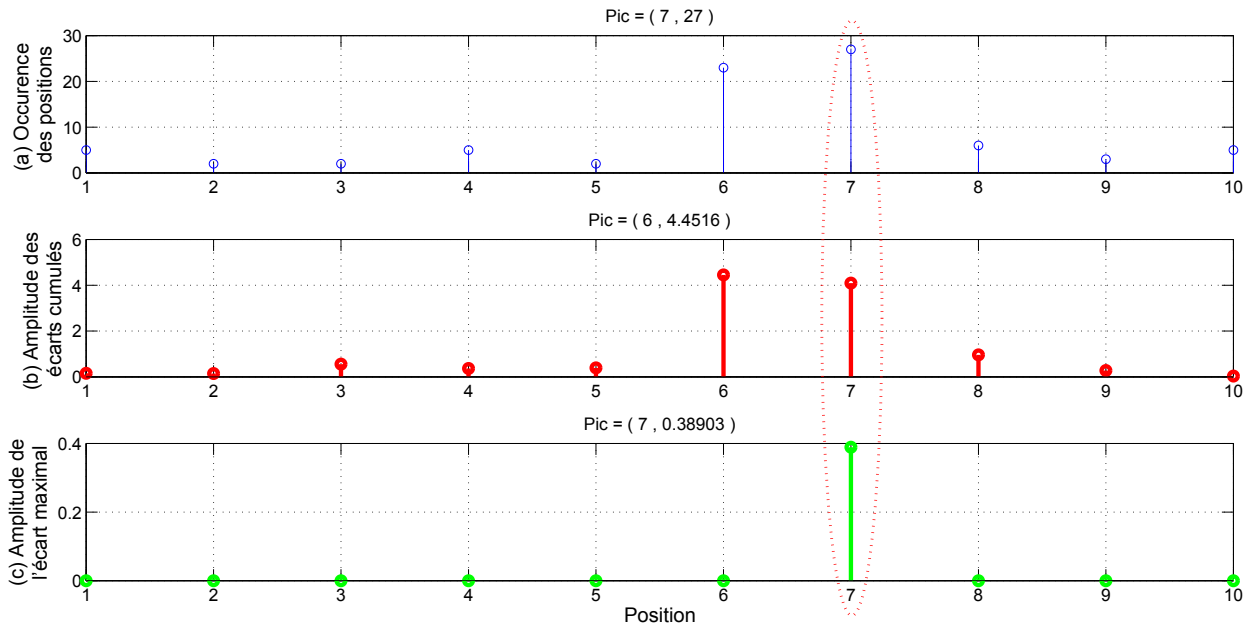 Pic = ( 7 , 27 )
(a) Occurence
des positions
30
20
10
0
1 2 3 4 5 6 7 8 9 10
Pic = ( 6 , 4.4516 )
(b) Amplitude des
écarts cumulés
6
4
2
0
1 2 3 4 5 6 7 8 9 10
Pic = ( 7 , 0.38903 )
(c) Amplitude de
l'écart maximal
0.4
0.2
0
1 2 3 4 5 6 7 8 9 10
Position